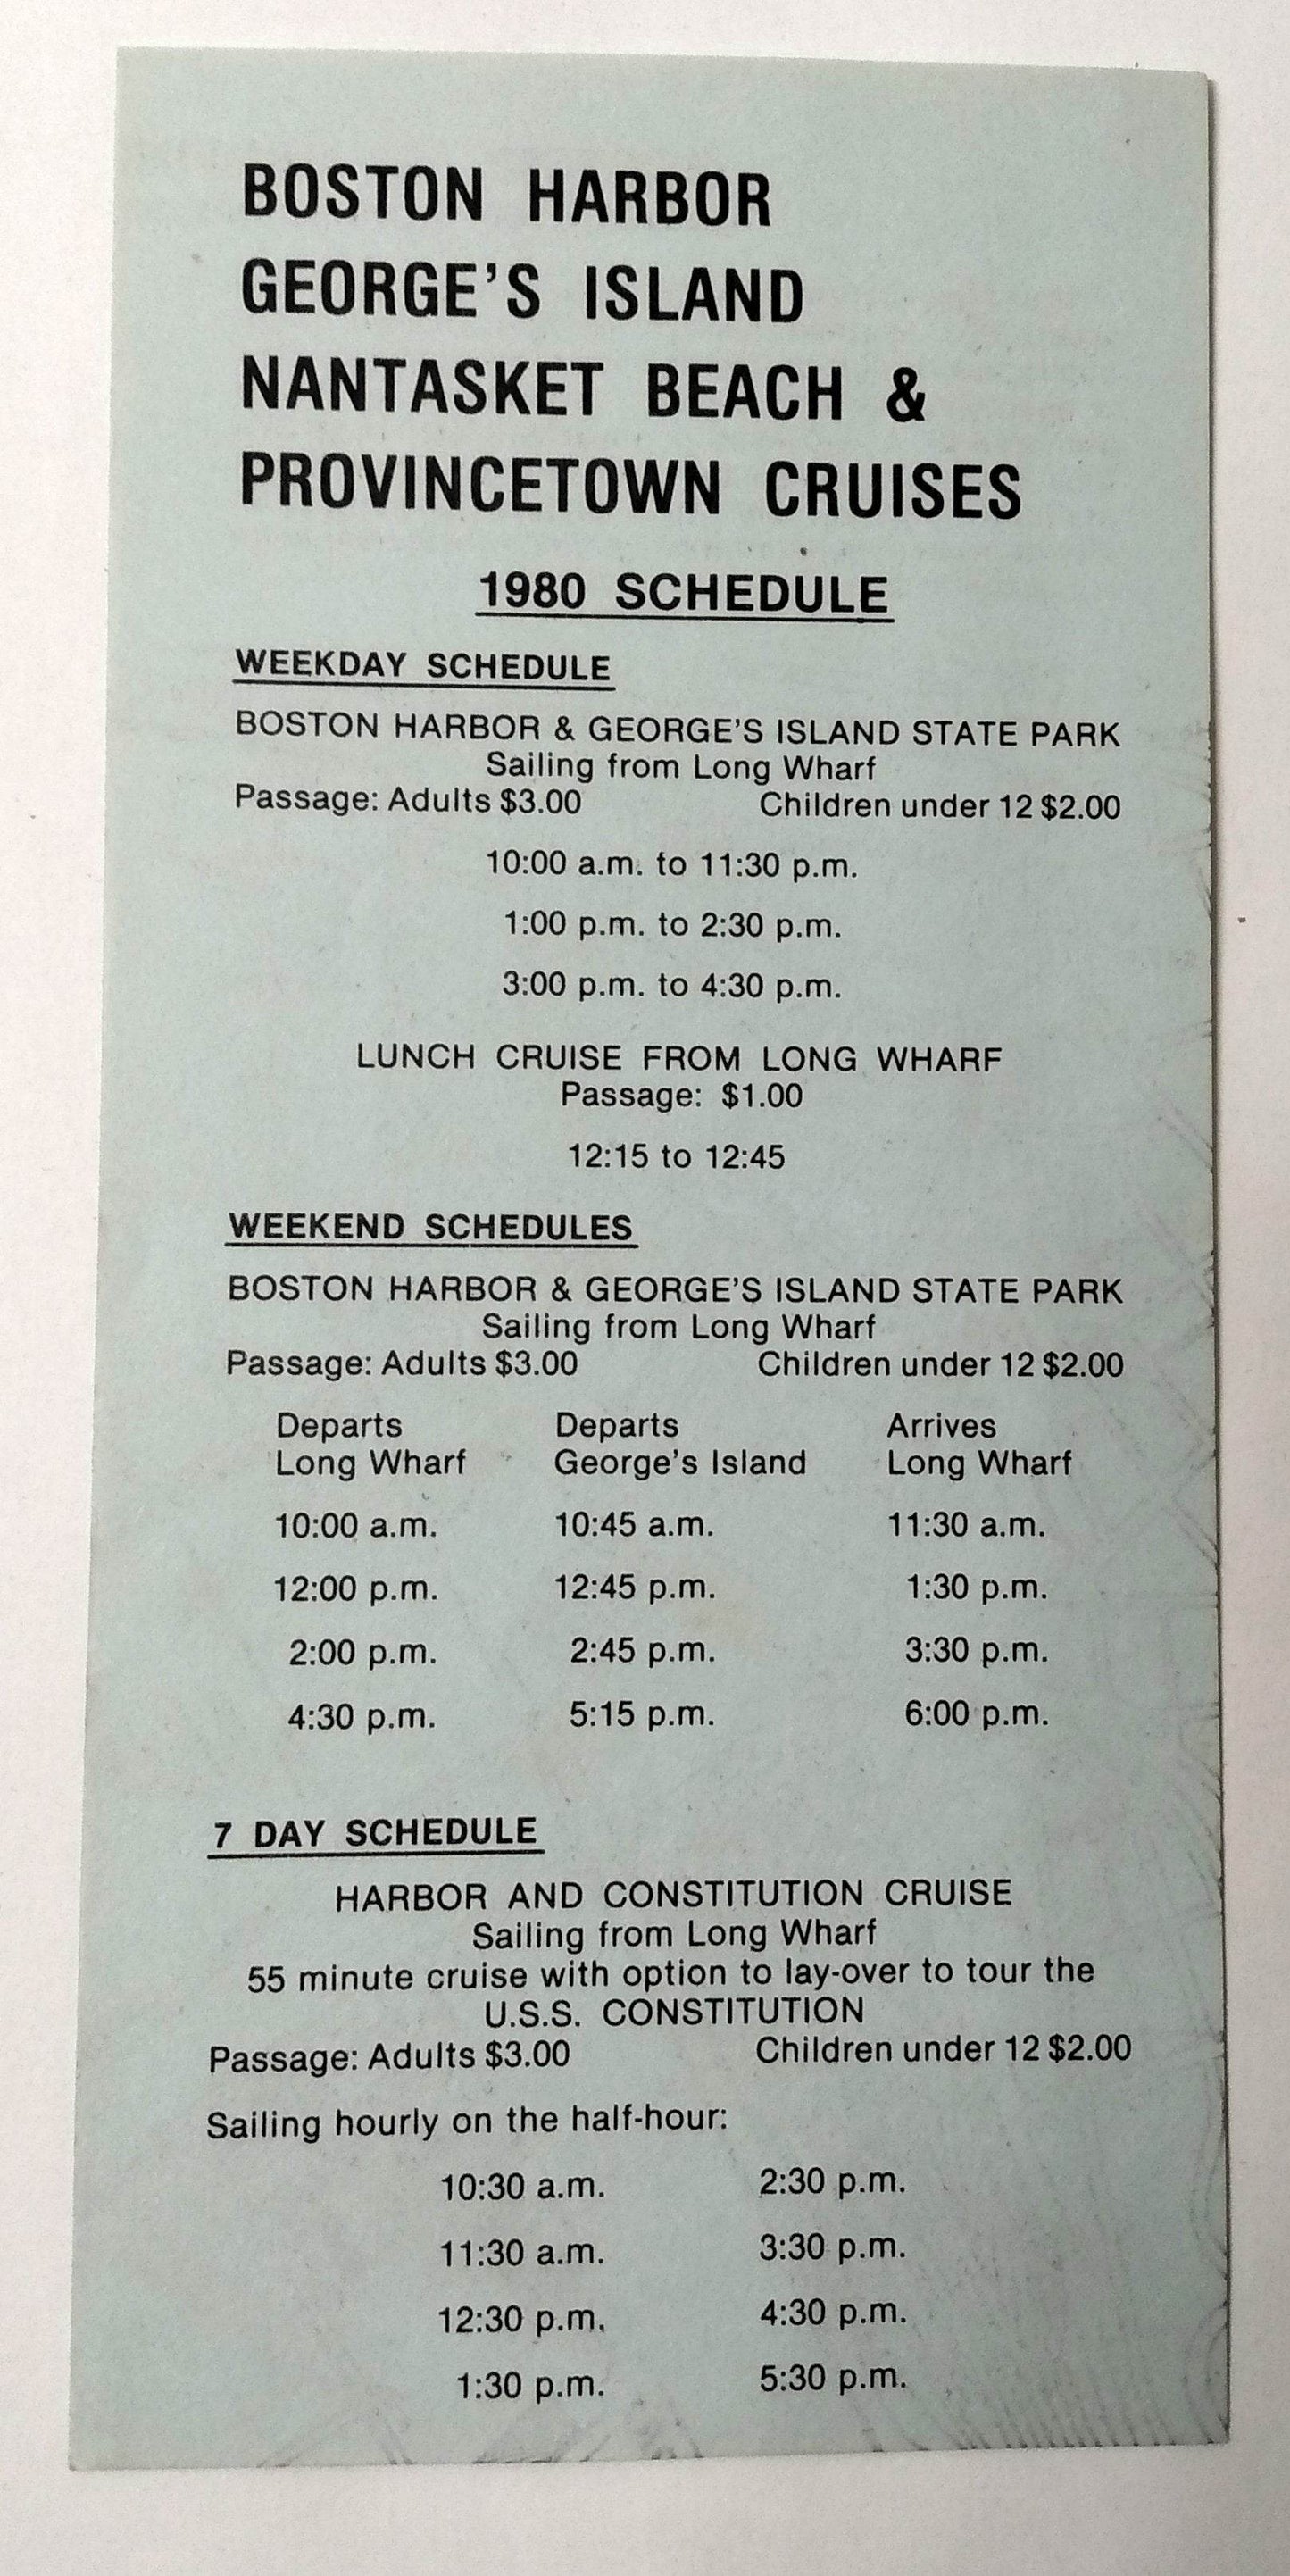 BOSTON HARBOR
GEORGE'S ISLAND
NANTASKET BEACH &
PROVINCETOWN CRUISES
1980 SCHEDULE
WEEKDAY SCHEDULE
BOSTON HARBOR & GEORGE'S ISLAND STATE PARK
Sailing from Long Wharf
Passage: Adults $3.00 Children under 12 $2.00
10:00 a.m. to 11:30 p.m.
1:00 p.m. to 2:30 p.m.
3:00 p.m. to 4:30 p.m.
LUNCH CRUISE FROM LONG WHARF
Passage: $1.00
12:15 to 12:45
WEEKEND SCHEDULES
BOSTON HARBOR & GEORGE'S ISLAND STATE PARK
Sailing from Long Wharf
Passage: Adults $3.00 Children under 12 $2.00
Departs Departs Arrives
Long Wharf George's Island Long Wharf
10:00 a.m. 10:45 a.m. 11:30 a.m.
12:00 p.m. 12:45 p.m. 1:30 p.m.
2:00 p.m. 2:45 p.m. 3:30 p.m.
4:30 p.m. 5:15 p.m. 6:00 p.m.
7 DAY SCHEDULE
HARBOR AND CONSTITUTION CRUISE
Sailing from Long Wharf
55 minute cruise with option to lay-over to tour the
U.S.S. CONSTITUTION
Passage: Adults $3.00 Children under 12 $2.00
Sailing hourly on the half-hour:
10:30 a.m. 2:30 p.m.
11:30 a.m. 3:30 p.m.
12:30 p.m. 4:30 p.m.
1:30 p.m. 5:30 p.m.